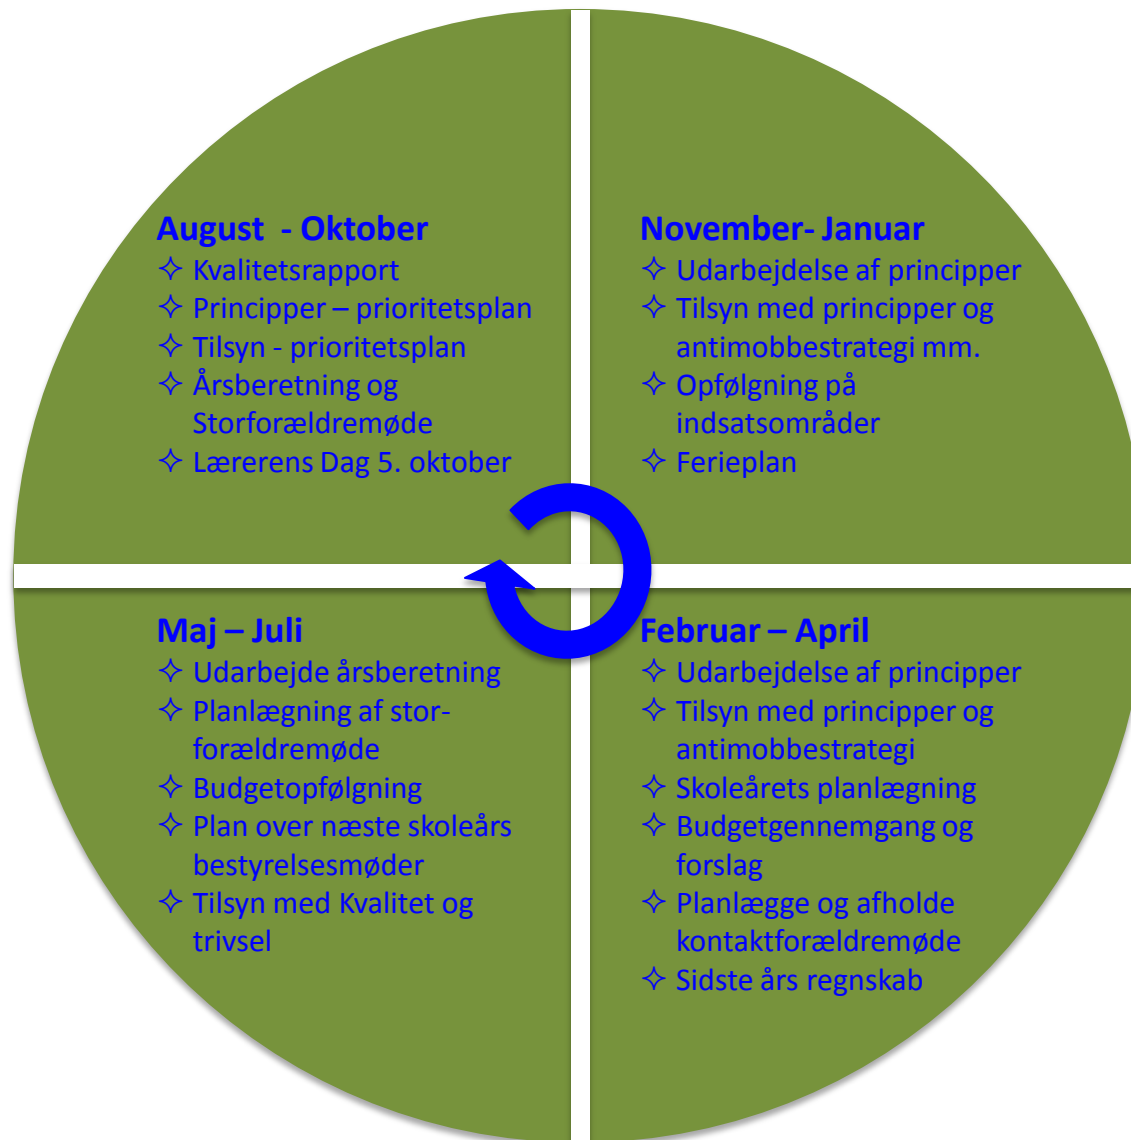 August - Oktober
✧ Kvalitetsrapport
✧ Principper – prioritetsplan
✧ Tilsyn - prioritetsplan
✧ Årsberetning og
Storforældremøde
✧ Lærerens Dag 5. oktober
November- Januar
✧ Udarbejdelse af principper
✧ Tilsyn med principper og
antimobbestrategi mm.
✧ Opfølgning på
indsatsområder
✧ Ferieplan
Maj – Juli
✧ Udarbejde årsberetning
✧ Planlægning af stor-
forældremøde
✧ Budgetopfølgning
✧ Plan over næste skoleårs
bestyrelsesmøder
✧ Tilsyn med Kvalitet og
trivsel
Februar – April
✧ Udarbejdelse af principper
✧ Tilsyn med principper og
antimobbestrategi
✧ Skoleårets planlægning
✧ Budgetgennemgang og
forslag
✧ Planlægge og afholde
kontaktforældremøde
✧ Sidste års regnskab